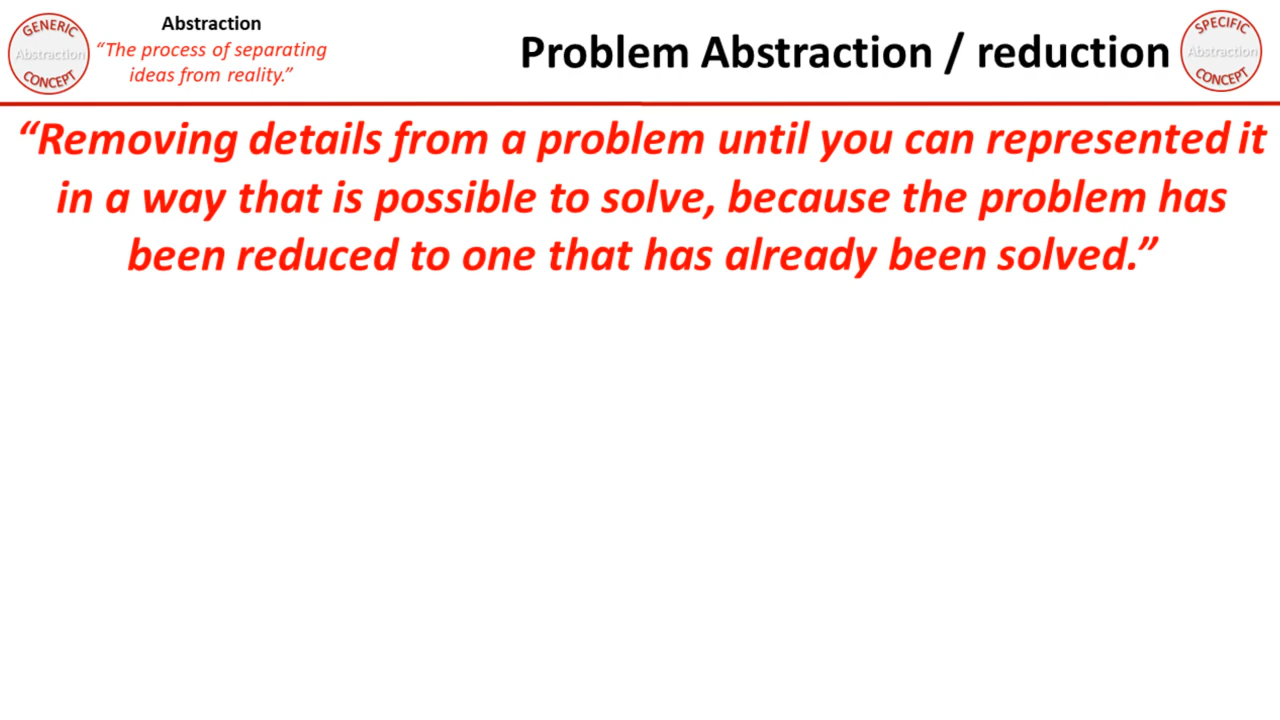 GENERIC
Abstraction
CONCEPT
Abstraction
“The process of separating
ideas from reality.”
Problem Abstraction / reduction
SPECIFIC
Abstraction
CONCEPT
“Removing details from a problem until you can represented it
in a way that is possible to solve, because the problem has
been reduced to one that has already been solved.”